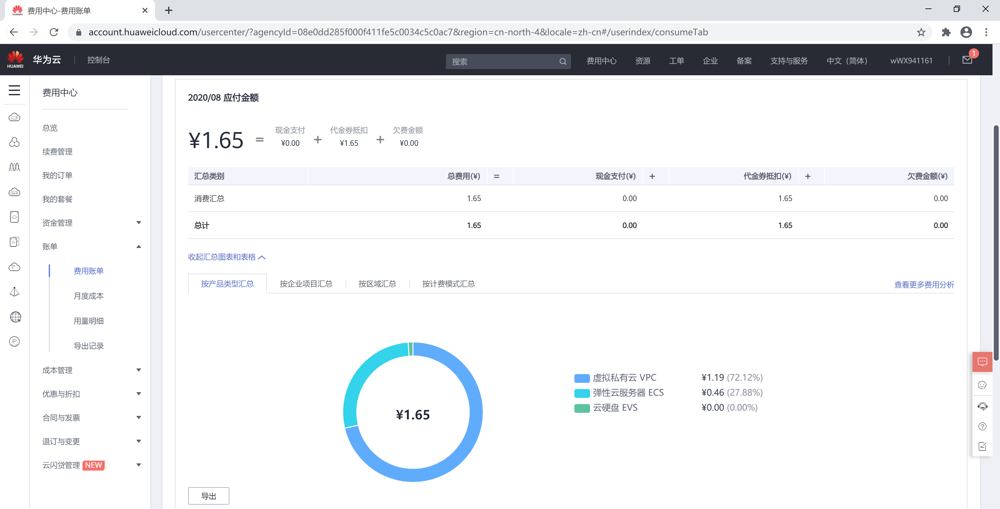 费用中心-费用账单
account.huaweicloud.com/usercenter/?agencyId=08e0dd285f000f411fe5c0034c5c0ac7&region=cn-north-4&locale=zh-cn#/userindex/consumeTab
HUAWEI 华为云 控制台 搜索 费用中心 资源 工单 企业 备案 支持与服务 中文（简体） wWX941161 1
费用中心
总览
续费管理
我的订单
我的套餐
资金管理
账单
费用账单
月度成本
用量明细
导出记录
成本管理
优惠与折扣
合同与发票
退订与变更
云闪贷管理 NEW
2020/08 应付金额
现金支付 代金券抵扣 欠费金额
¥1.65 = ¥0.00 + ¥1.65 + ¥0.00
汇总类别 总费用(¥) = 现金支付(¥) + 代金券抵扣(¥) + 欠费金额(¥)
消费汇总 1.65 0.00 1.65 0.00
总计 1.65 0.00 1.65 0.00
收起汇总图表和表格
按产品类型汇总 按企业项目汇总 按区域汇总 按计费模式汇总 查看更多费用分析
¥1.65
虚拟私有云 VPC ¥1.19 (72.12%)
弹性云服务器 ECS ¥0.46 (27.88%)
云硬盘 EVS ¥0.00 (0.00%)
导出